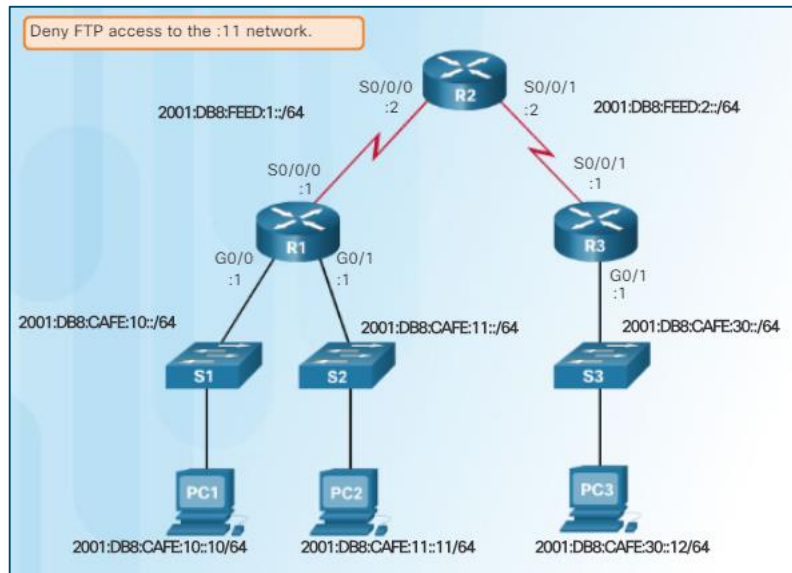 Deny FTP access to the :11 network.
S0/0/0
:2
R2
S0/0/1
:2
2001:DB8:FEED:1::/64
2001:DB8:FEED:2::/64
S0/0/0
:1
S0/0/1
:1
R1
R3
G0/0
:1
G0/1
:1
G0/1
:1
2001:DB8:CAFE:10::/64
2001:DB8:CAFE:11::/64
2001:DB8:CAFE:30::/64
S1
S2
S3
PC1
PC2
PC3
2001:DB8:CAFE:10::10/64
2001:DB8:CAFE:11::11/64
2001:DB8:CAFE:30::12/64